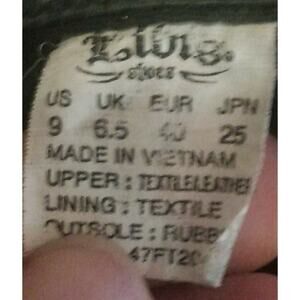 shoes
US UK EUR JPN
9 6.5 40 25
MADE IN VIETNAM
UPPER : TEXTILE/LEATHER
LINING : TEXTILE
OUTSOLE : RUBB
47FT20